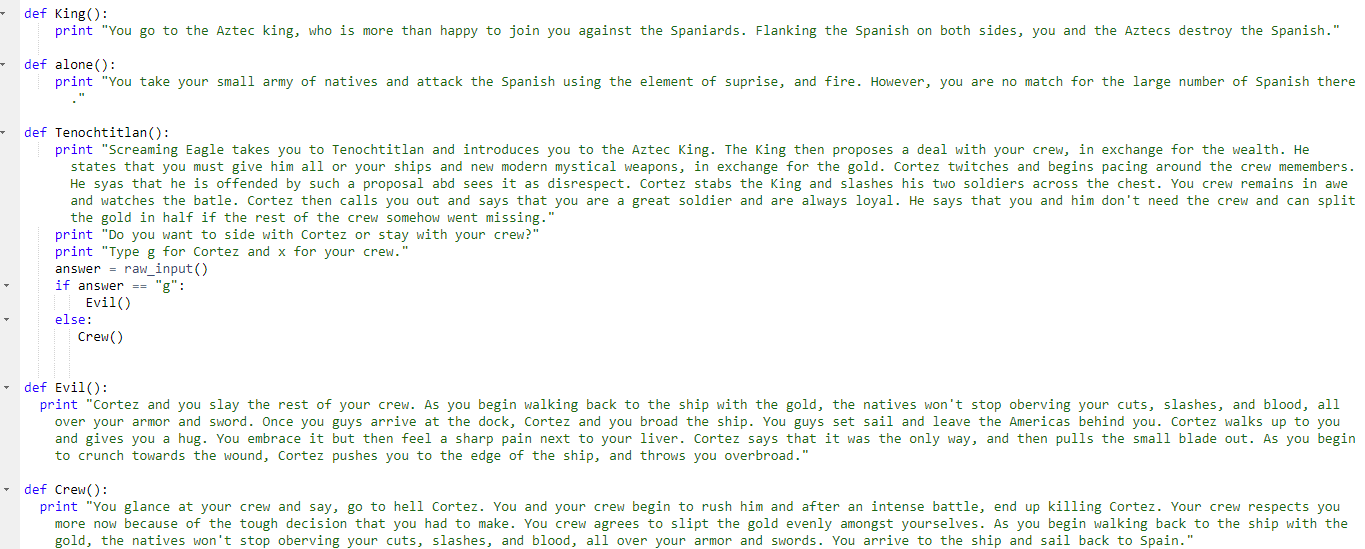 def King():
print "You go to the Aztec king, who is more than happy to join you against the Spaniards. Flanking the Spanish on both sides, you and the Aztecs destroy the Spanish."
def alone():
print "You take your small army of natives and attack the Spanish using the element of suprise, and fire. However, you are no match for the large number of Spanish there
."
def Tenochtitlan():
print "Screaming Eagle takes you to Tenochtitlan and introduces you to the Aztec King. The King then proposes a deal with your crew, in exchange for the wealth. He
states that you must give him all or your ships and new modern mystical weapons, in exchange for the gold. Cortez twitches and begins pacing around the crew memembers.
He syas that he is offended by such a proposal abd sees it as disrespect. Cortez stabs the King and slashes his two soldiers across the chest. You crew remains in awe
and watches the batle. Cortez then calls you out and says that you are a great soldier and are always loyal. He says that you and him don't need the crew and can split
the gold in half if the rest of the crew somehow went missing."
print "Do you want to side with Cortez or stay with your crew?"
print "Type g for Cortez and x for your crew."
answer = raw_input()
if answer == "g":
Evil()
else:
Crew()
def Evil():
print "Cortez and you slay the rest of your crew. As you begin walking back to the ship with the gold, the natives won't stop oberving your cuts, slashes, and blood, all
over your armor and sword. Once you guys arrive at the dock, Cortez and you broad the ship. You guys set sail and leave the Americas behind you. Cortez walks up to you
and gives you a hug. You embrace it but then feel a sharp pain next to your liver. Cortez says that it was the only way, and then pulls the small blade out. As you begin
to crunch towards the wound, Cortez pushes you to the edge of the ship, and throws you overbroad."
def Crew():
print "You glance at your crew and say, go to hell Cortez. You and your crew begin to rush him and after an intense battle, end up killing Cortez. Your crew respects you
more now because of the tough decision that you had to make. You crew agrees to slipt the gold evenly amongst yourselves. As you begin walking back to the ship with the
gold, the natives won't stop oberving your cuts, slashes, and blood, all over your armor and swords. You arrive to the ship and sail back to Spain."